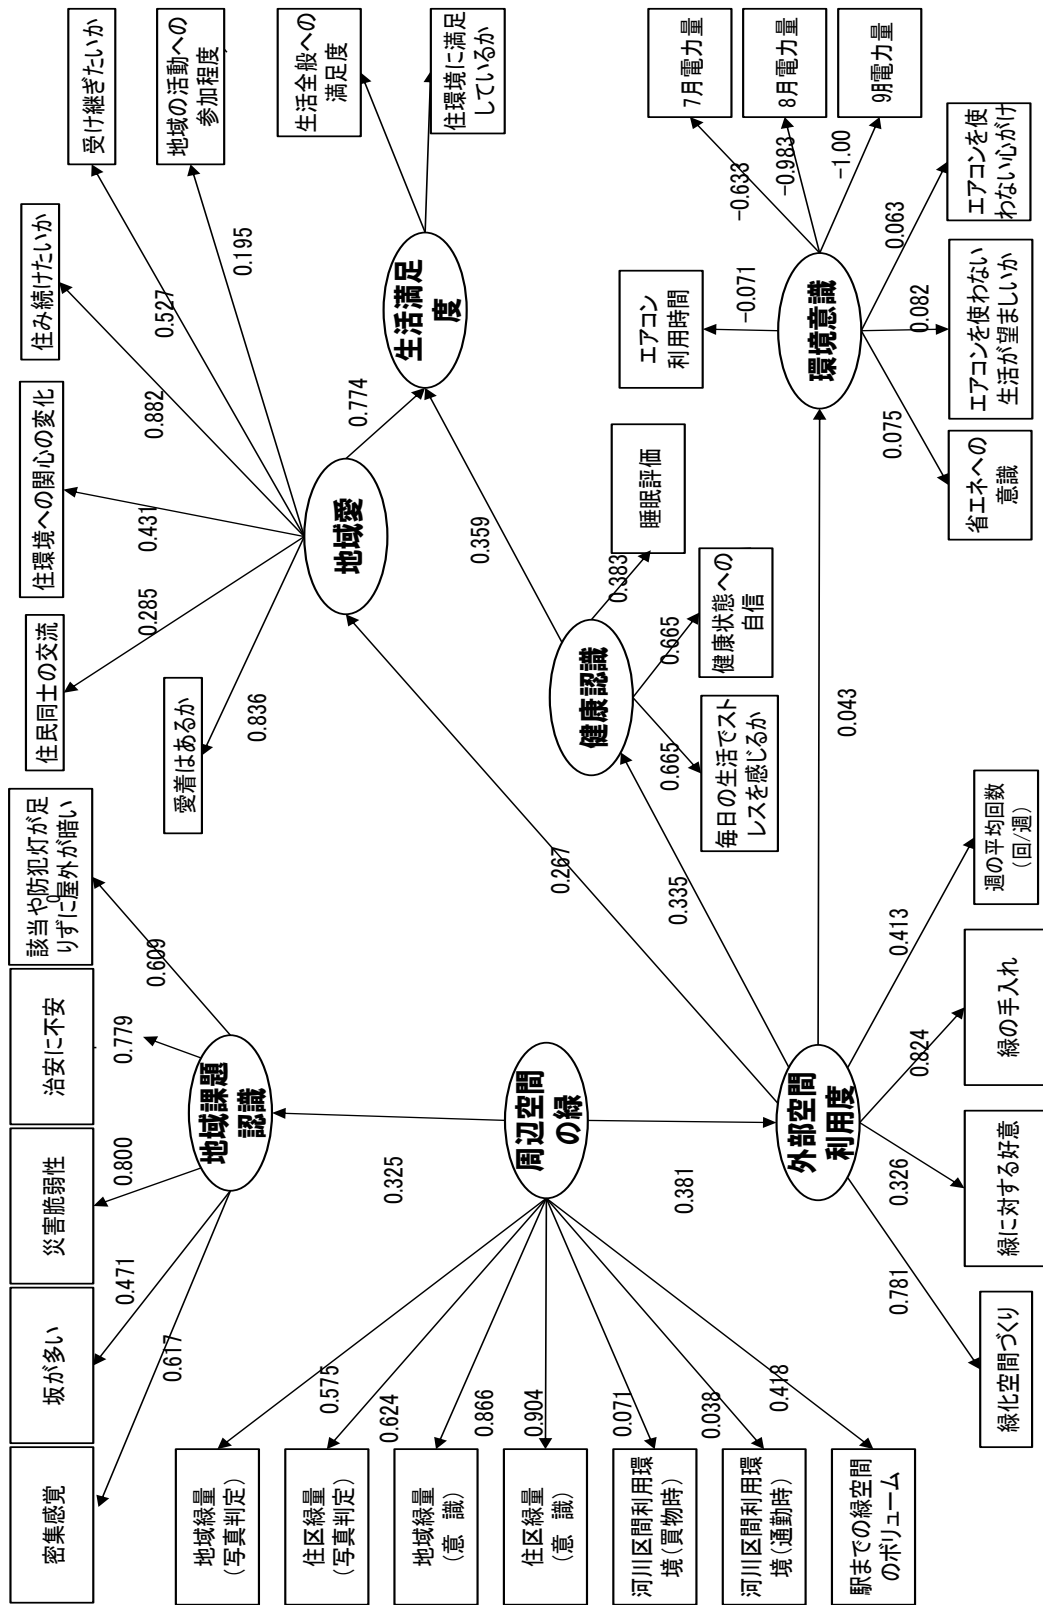 密集感覚
坂が多い
災害脆弱性
治安に不安
該当や防犯灯が足
りずに屋外が暗い
0.617
0.471
0.800
0.779
0.609
地域課題
認識
住民同士の交流
住環境への関心の変化
住み続けたいか
受け継ぎたいか
地域の活動への
参加程度
愛着はあるか
0.836
0.285
0.431
0.882
0.527
0.195
地域愛
生活全般への
満足度
住環境に満足
しているか
0.774
生活満足
度
0.359
地域緑量
(写真判定)
住区緑量
(写真判定)
地域緑量
(意 識)
住区緑量
(意 識)
河川区間利用環
境(買物時)
河川区間利用環
境(通勤時)
駅までの緑空間
のボリューム
0.575
0.624
0.866
0.904
0.071
0.038
0.418
0.325
周辺空間
の緑
0.381
0.267
0.335
健康認識
0.383
睡眠評価
0.665
健康状態への
自信
0.665
毎日の生活でスト
レスを感じるか
外部空間
利用度
0.043
0.781
0.326
0.824
0.413
緑化空間づくり
緑に対する好意
緑の手入れ
週の平均回数
(回/週)
エアコン
利用時間
-0.071
環境意識
-0.633
-0.983
-1.00
7月電力量
8月電力量
9月電力量
0.075
0.082
0.063
省エネへの
意識
エアコンを使わない
生活が望ましいか
エアコンを使
わない心がけ